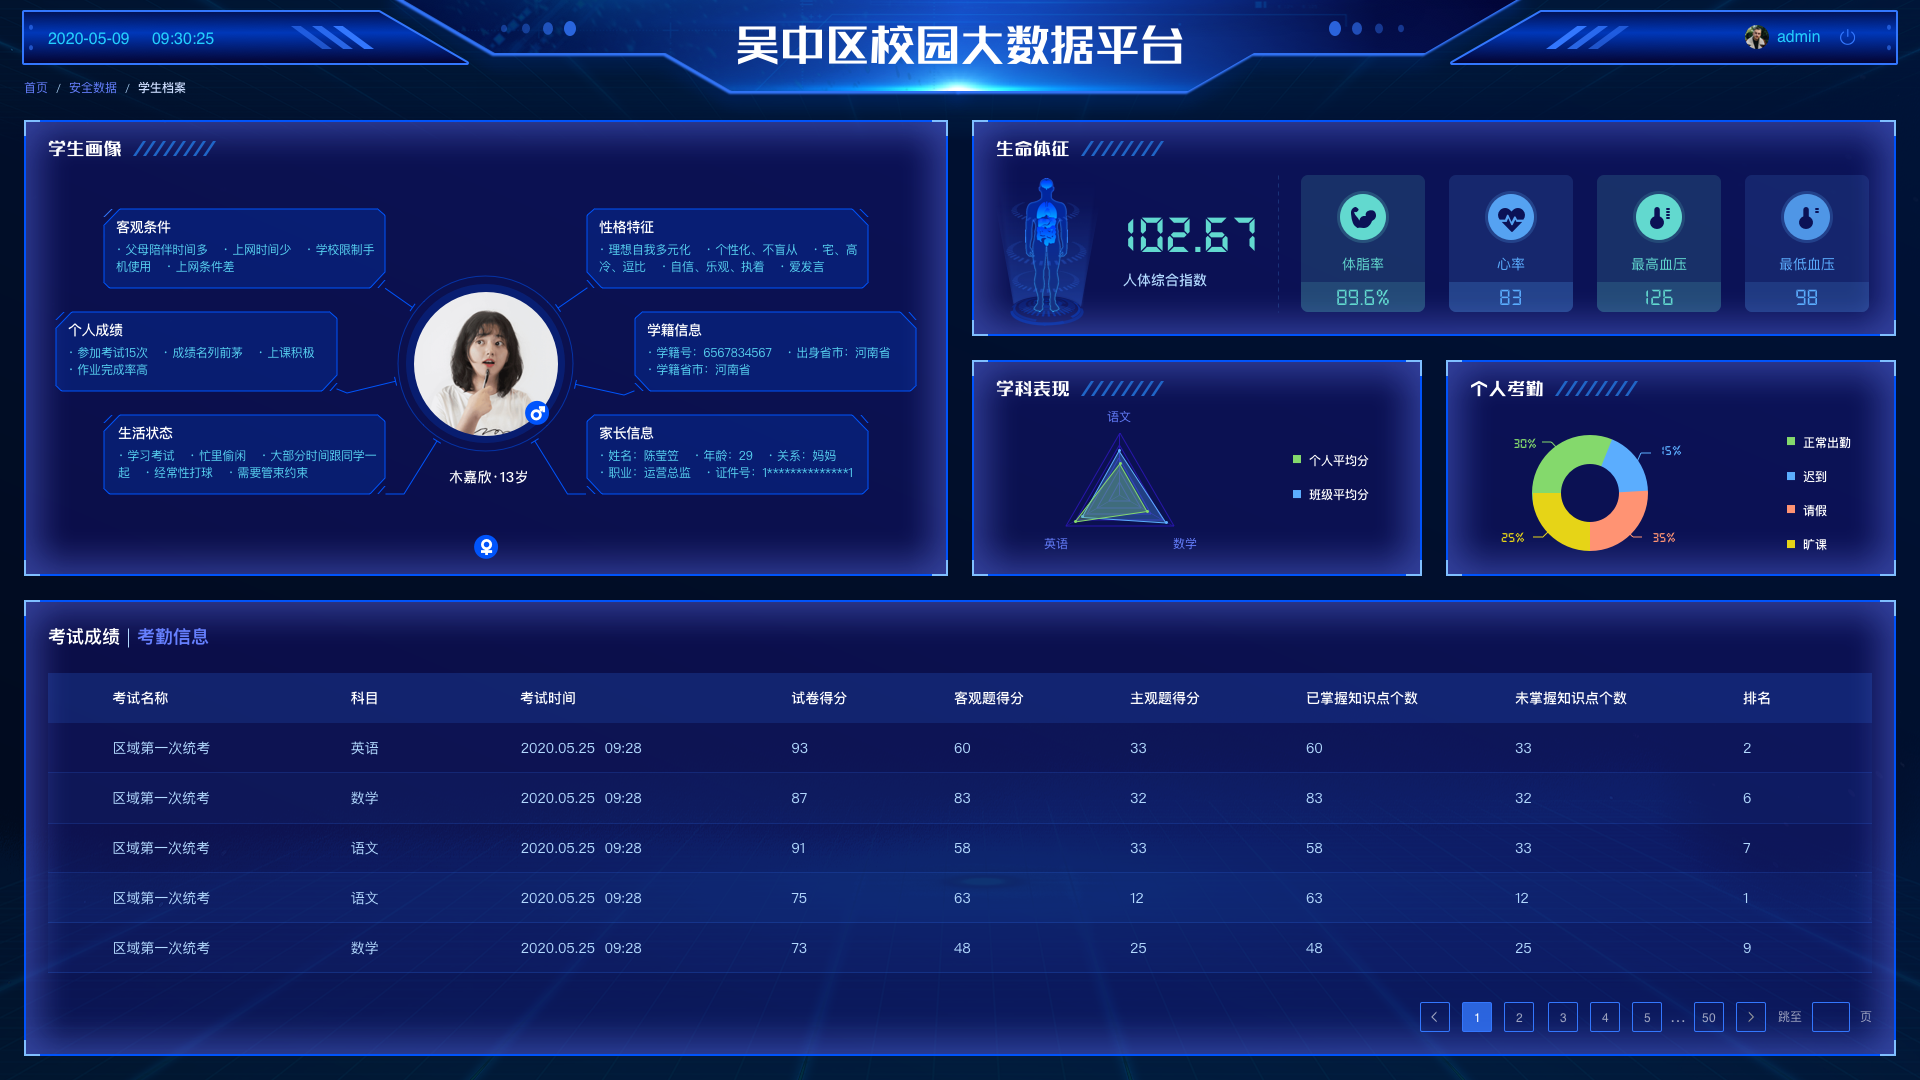 2020-05-09 09:30:25
吴中区校园大数据平台
admin
首页 / 安全数据 / 学生档案
学生画像
客观条件
· 父母陪伴时间多 · 上网时间少 · 学校限制手
机使用 · 上网条件差
性格特征
· 理想自我多元化 · 个性化、不盲从 · 宅、高
冷、逗比 · 自信、乐观、执着 · 爱发言
个人成绩
· 参加考试15次 · 成绩名列前茅 · 上课积极
· 作业完成率高
学籍信息
· 学籍号：6567834567 · 出身省市：河南省
· 学籍省市：河南省
生活状态
· 学习考试 · 忙里偷闲 · 大部分时间跟同学一
起 · 经常性打球 · 需要管束约束
家长信息
· 姓名：陈莹笠 · 年龄：29 · 关系：妈妈
· 职业：运营总监 · 证件号：1**************1
木嘉欣·13岁
生命体征
102.67
人体综合指数
体脂率
89.6%
心率
83
最高血压
126
最低血压
98
学科表现
语文
英语
数学
个人平均分
班级平均分
个人考勤
30%
15%
25%
35%
正常出勤
迟到
请假
旷课
考试成绩 | 考勤信息
考试名称 科目 考试时间 试卷得分 客观题得分 主观题得分 已掌握知识点个数 未掌握知识点个数 排名
区域第一次统考 英语 2020.05.25 09:28 93 60 33 60 33 2
区域第一次统考 数学 2020.05.25 09:28 87 83 32 83 32 6
区域第一次统考 语文 2020.05.25 09:28 91 58 33 58 33 7
区域第一次统考 语文 2020.05.25 09:28 75 63 12 63 12 1
区域第一次统考 数学 2020.05.25 09:28 73 48 25 48 25 9
1 2 3 4 5 ... 50 跳至 页